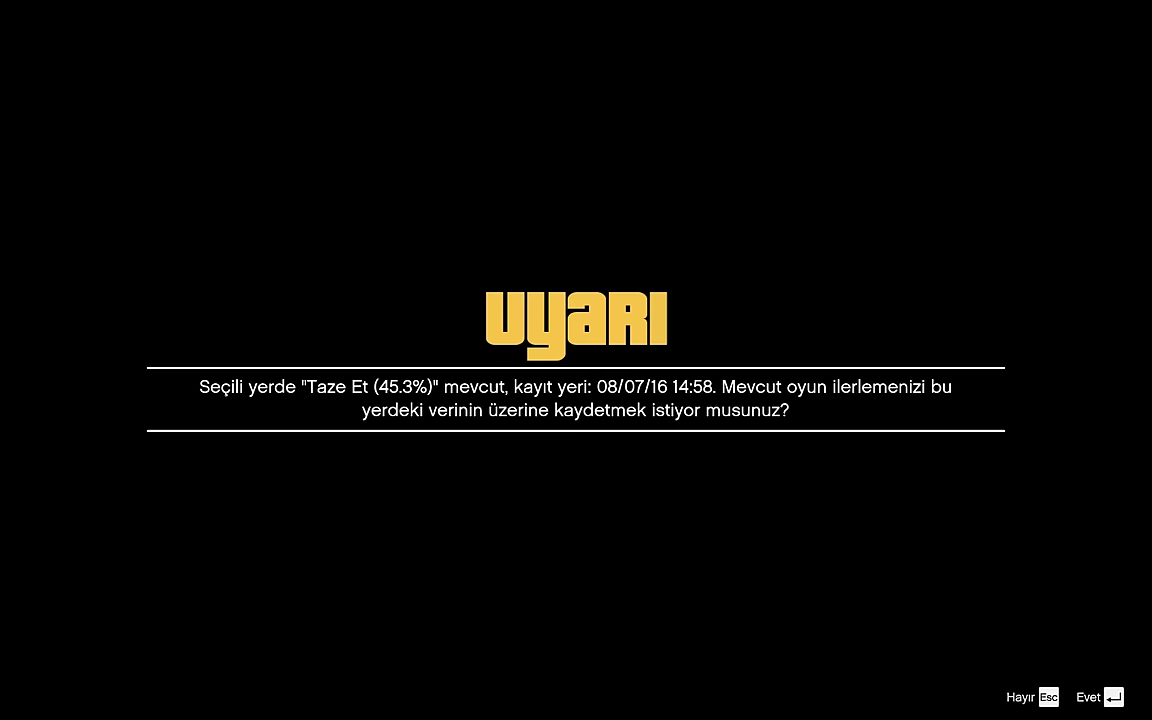 uyarı
Seçili yerde "Taze Et (45.3%)" mevcut, kayıt yeri: 08/07/16 14:58. Mevcut oyun ilerlemenizi bu
yerdeki verinin üzerine kaydetmek istiyor musunuz?
Hayır Esc Evet